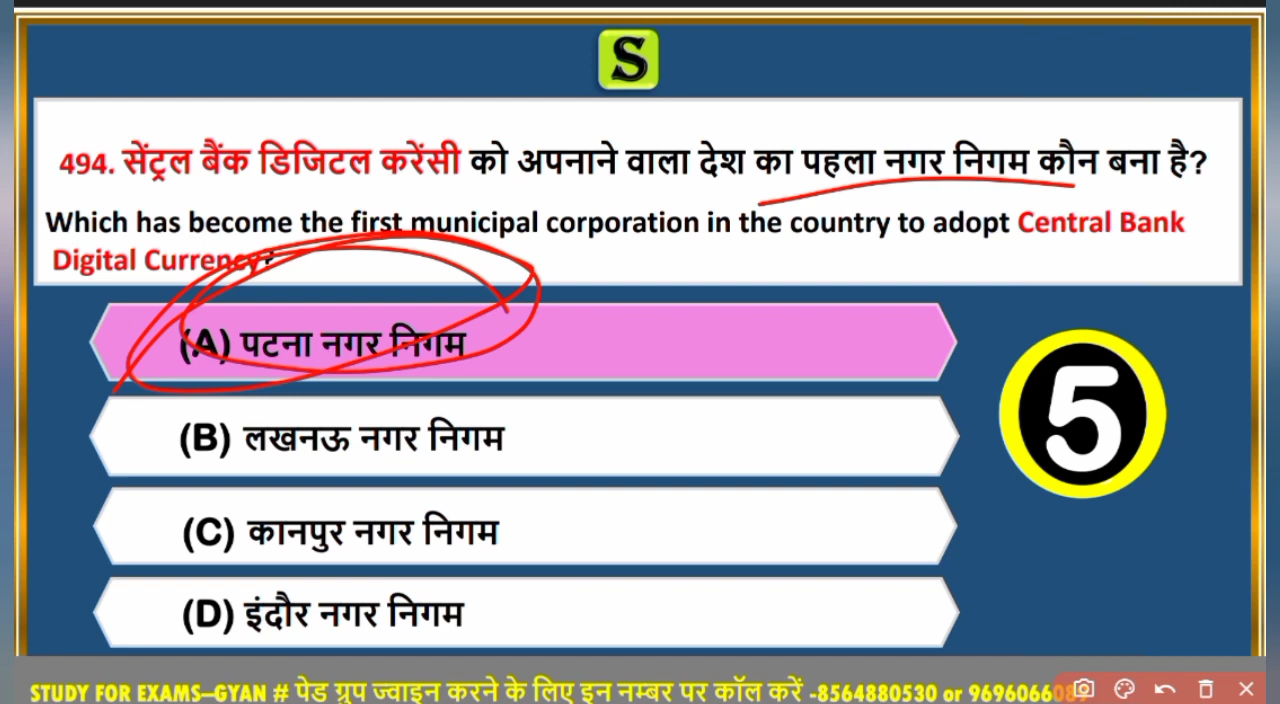 S
494. सेंट्रल बैंक डिजिटल करेंसी को अपनाने वाला देश का पहला नगर निगम कौन बना है?
Which has become the first municipal corporation in the country to adopt Central Bank
Digital Currency?
(A) पटना नगर निगम
(B) लखनऊ नगर निगम
5
(C) कानपुर नगर निगम
(D) इंदौर नगर निगम
STUDY FOR EXAMS–GYAN # पेड ग्रुप ज्वाइन करने के लिए इन नम्बर पर कॉल करें -8564880530 or